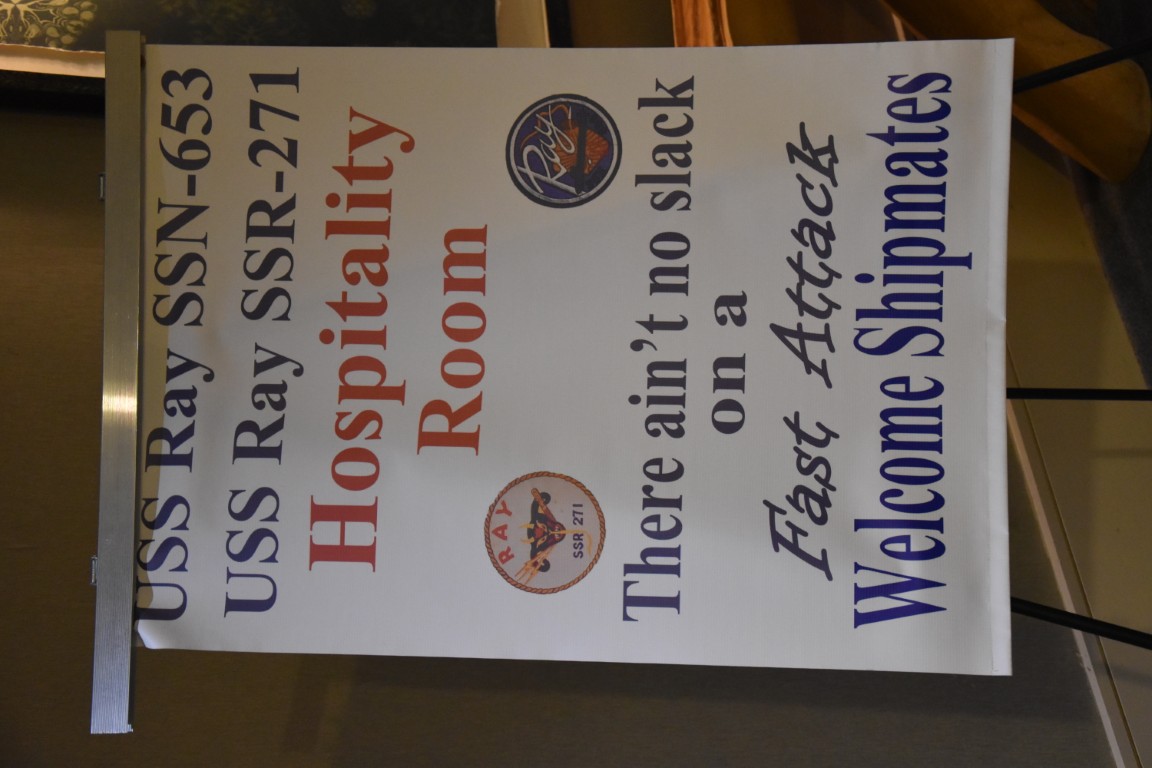 USS Ray SSN-653
USS Ray SSR-271
Hospitality
Room
RAY
SSR 271
Rays
There ain't no slack
on a
Fast Attack
Welcome Shipmates